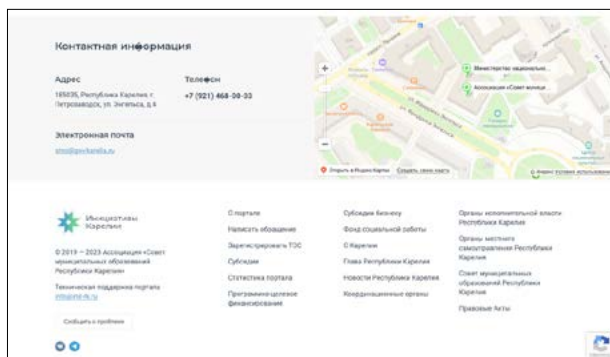 Контактная информация
Адрес
185035, Республика Карелия, г.
Петрозаводск, ул. Энгельса, д.4
Телефон
+7 (921) 468-00-03
Электронная почта
Министерство национально...
Ассоциация «Совет муници...
Открыть в Яндекс.Картах
Создать свою карту
© Яндекс Условия использования
Инициативы
Карелии
© 2019 — 2023 Ассоциация «Совет
муниципальных образований
Республики Карелия»
Техническая поддержка портала
Сообщить о проблеме
О портале
Написать обращение
Зарегистрировать ТОС
Субсидии
Статистика портала
Программно-целевое
финансирование
Субсидии бизнесу
Фонд социальной работы
О Карелии
Глава Республики Карелия
Новости Республики Карелия
Координационные органы
Органы исполнительной власти
Республики Карелия
Органы местного
самоуправления Республики
Карелия
Совет муниципальных
образований Республики
Карелия
Правовые Акты